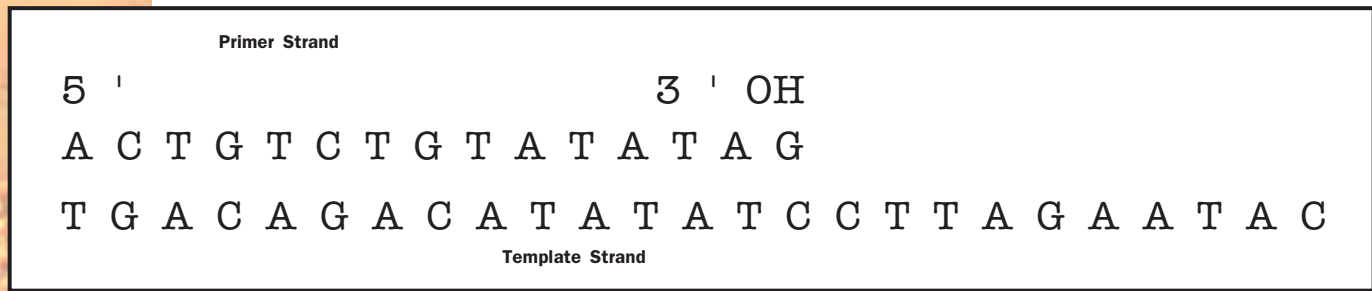 Primer Strand
5 ' 3 ' OH
A C T G T C T G T A T A T A G
T G A C A G A C A T A T A T C C T T A G A A T A C
Template Strand